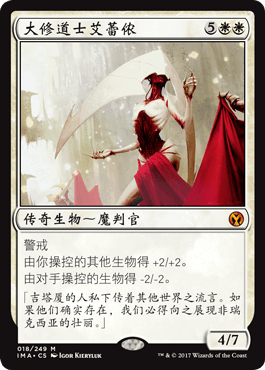 大修道士艾蕾侬 5
传奇生物～魔判官
警戒
由你操控的其他生物得 +2/+2。
由对手操控的生物得 -2/-2。
「吉塔厦的人私下传着其他世界之流言。如
果他们确实存在，我们必得向之展现非瑞
克西亚的壮丽。」
4/7
018/249 M
IMA • CS Igor Kieryluk
™ & © 2017 Wizards of the Coast